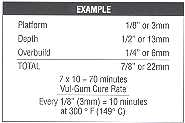 EXAMPLE
Platform 1/8" or 3mm
Depth 1/2" or 13mm
Overbuild 1/4" or 6mm
TOTAL 7/8" or 22mm
7 x 10 = 70 minutes
Vul-Gum Cure Rate
Every 1/8" (3mm) = 10 minutes
at 300 ° F (149° C)